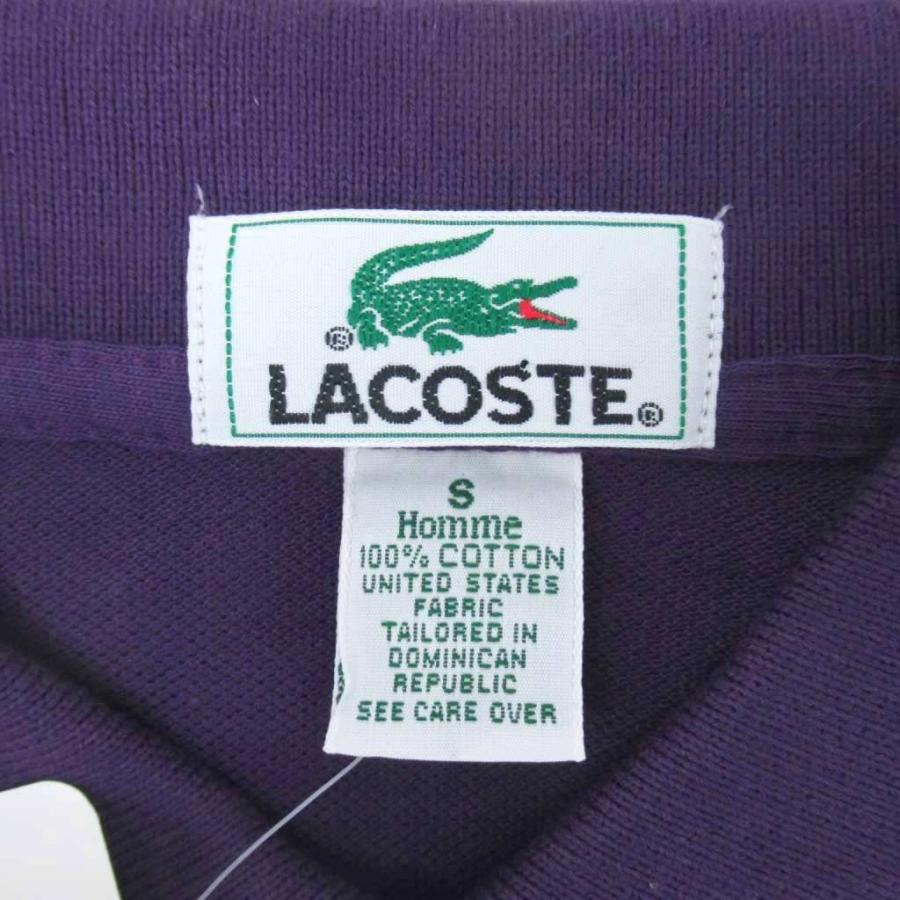 ®
LACOSTE®
S
Homme
100% COTTON
UNITED STATES
FABRIC
TAILORED IN
DOMINICAN
REPUBLIC
SEE CARE OVER